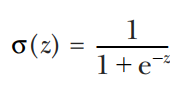 σ(z) = 1 / (1 + e⁻ᶻ)